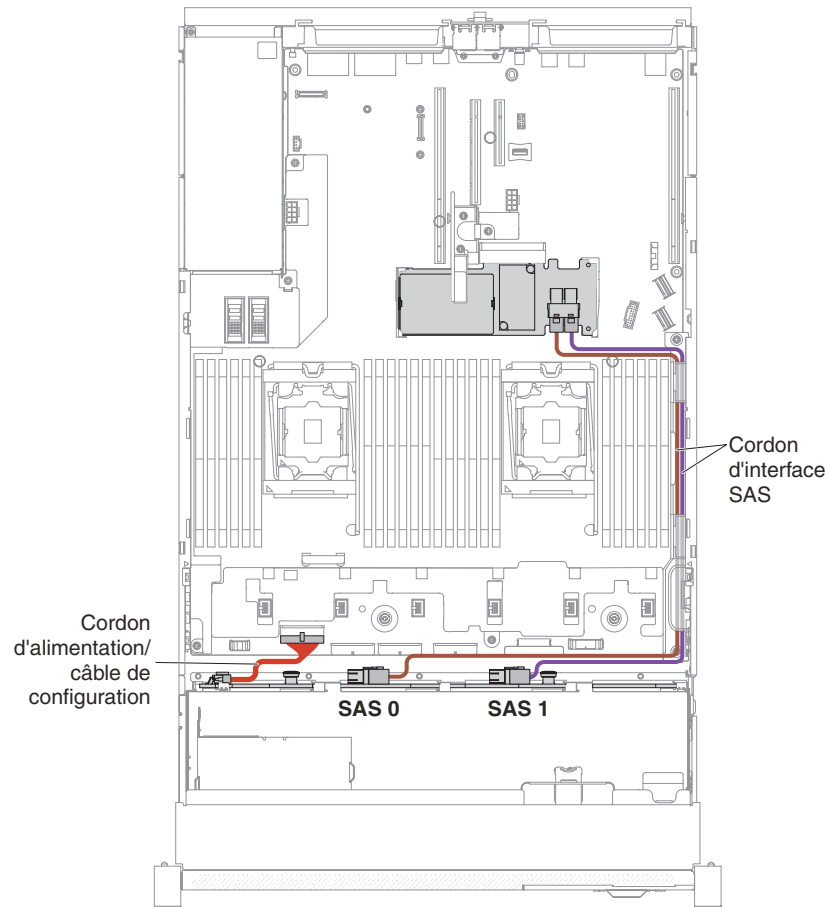 Cordon
d'interface
SAS
Cordon
d'alimentation/
câble de
configuration
SAS 0
SAS 1